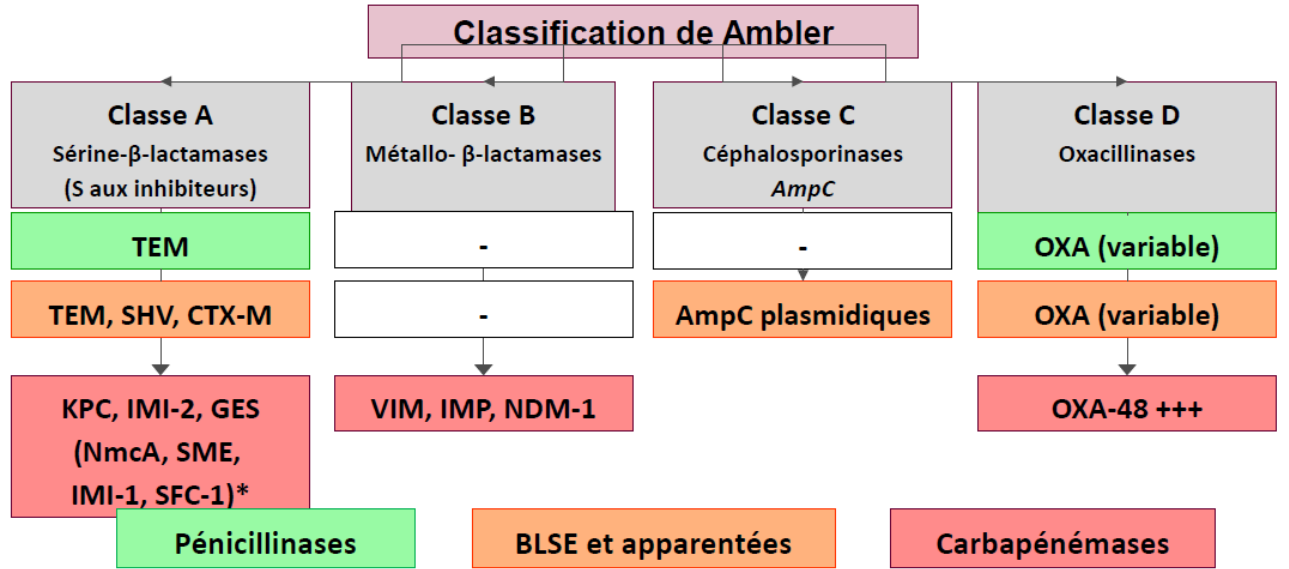 Classification de Ambler
Classe A
Sérine-β-lactamases
(S aux inhibiteurs)
Classe B
Métallo- β-lactamases
Classe C
Céphalosporinases
AmpC
Classe D
Oxacillinases
TEM
-
-
OXA (variable)
TEM, SHV, CTX-M
-
AmpC plasmidiques
OXA (variable)
KPC, IMI-2, GES
(NmcA, SME,
IMI-1, SFC-1)*
VIM, IMP, NDM-1
OXA-48 +++
Pénicillinases
BLSE et apparentées
Carbapénémases